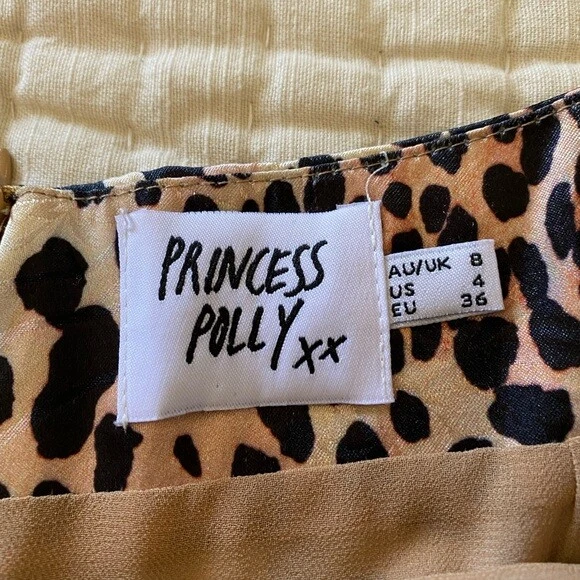 PRINCESS
POLLY xx
AU/UK 8
US 4
EU 36